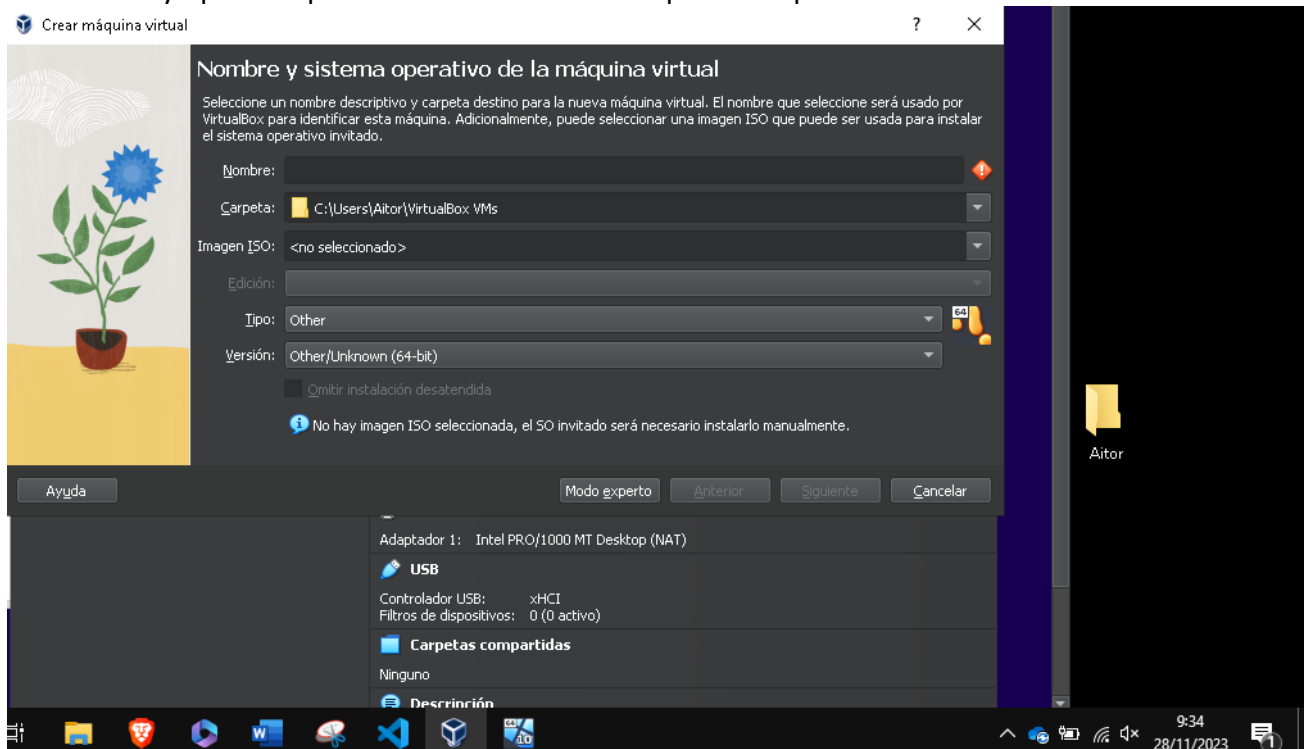 Crear máquina virtual
?
Nombre y sistema operativo de la máquina virtual
Seleccione un nombre descriptivo y carpeta destino para la nueva máquina virtual. El nombre que seleccione será usado por
VirtualBox para identificar esta máquina. Adicionalmente, puede seleccionar una imagen ISO que puede ser usada para instalar
el sistema operativo invitado.
Nombre:
Carpeta: C:\Users\Aitor\VirtualBox VMs
Imagen ISO: <no seleccionado>
Edición:
Tipo: Other
64
Versión: Other/Unknown (64-bit)
Omitir instalación desatendida
No hay imagen ISO seleccionada, el SO invitado será necesario instalarlo manualmente.
Aitor
Ayuda Modo experto Anterior Siguiente Cancelar
Adaptador 1: Intel PRO/1000 MT Desktop (NAT)
USB
Controlador USB: xHCI
Filtros de dispositivos: 0 (0 activo)
Carpetas compartidas
Ninguno
Descripción
64
10
9:34
28/11/2023
1